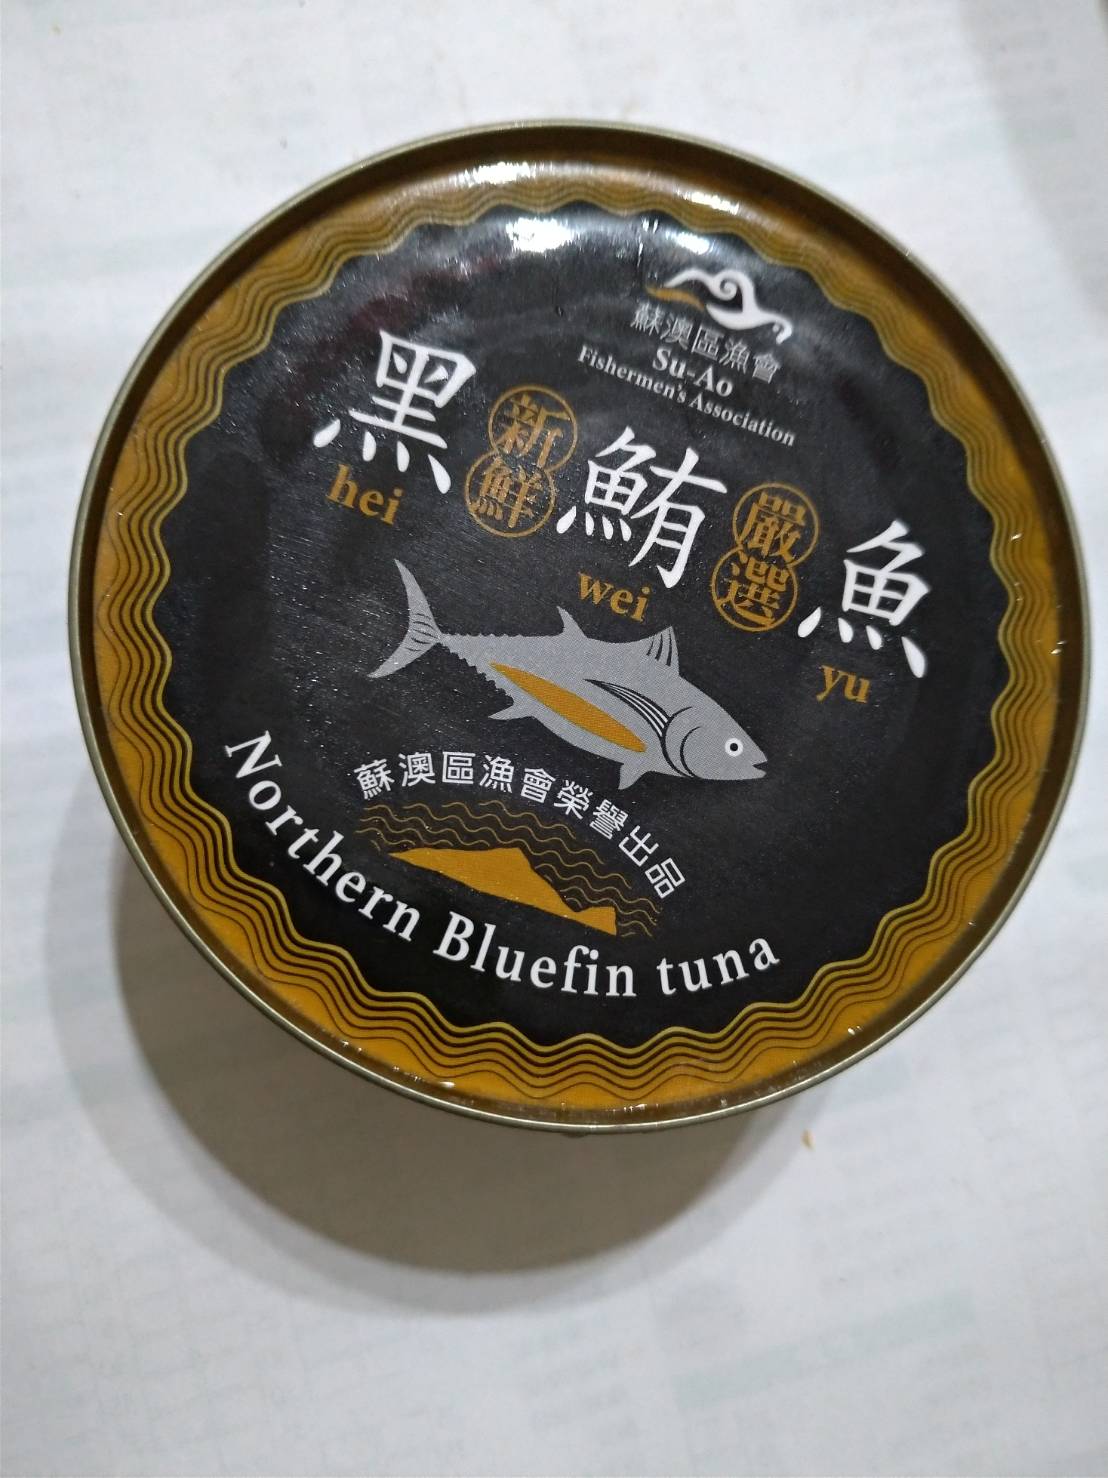 蘇澳區漁會
Su-Ao
Fishermen's Association
黑鮪魚
hei wei yu
新鮮
嚴選
蘇澳區漁會榮譽出品
Northern Bluefin tuna